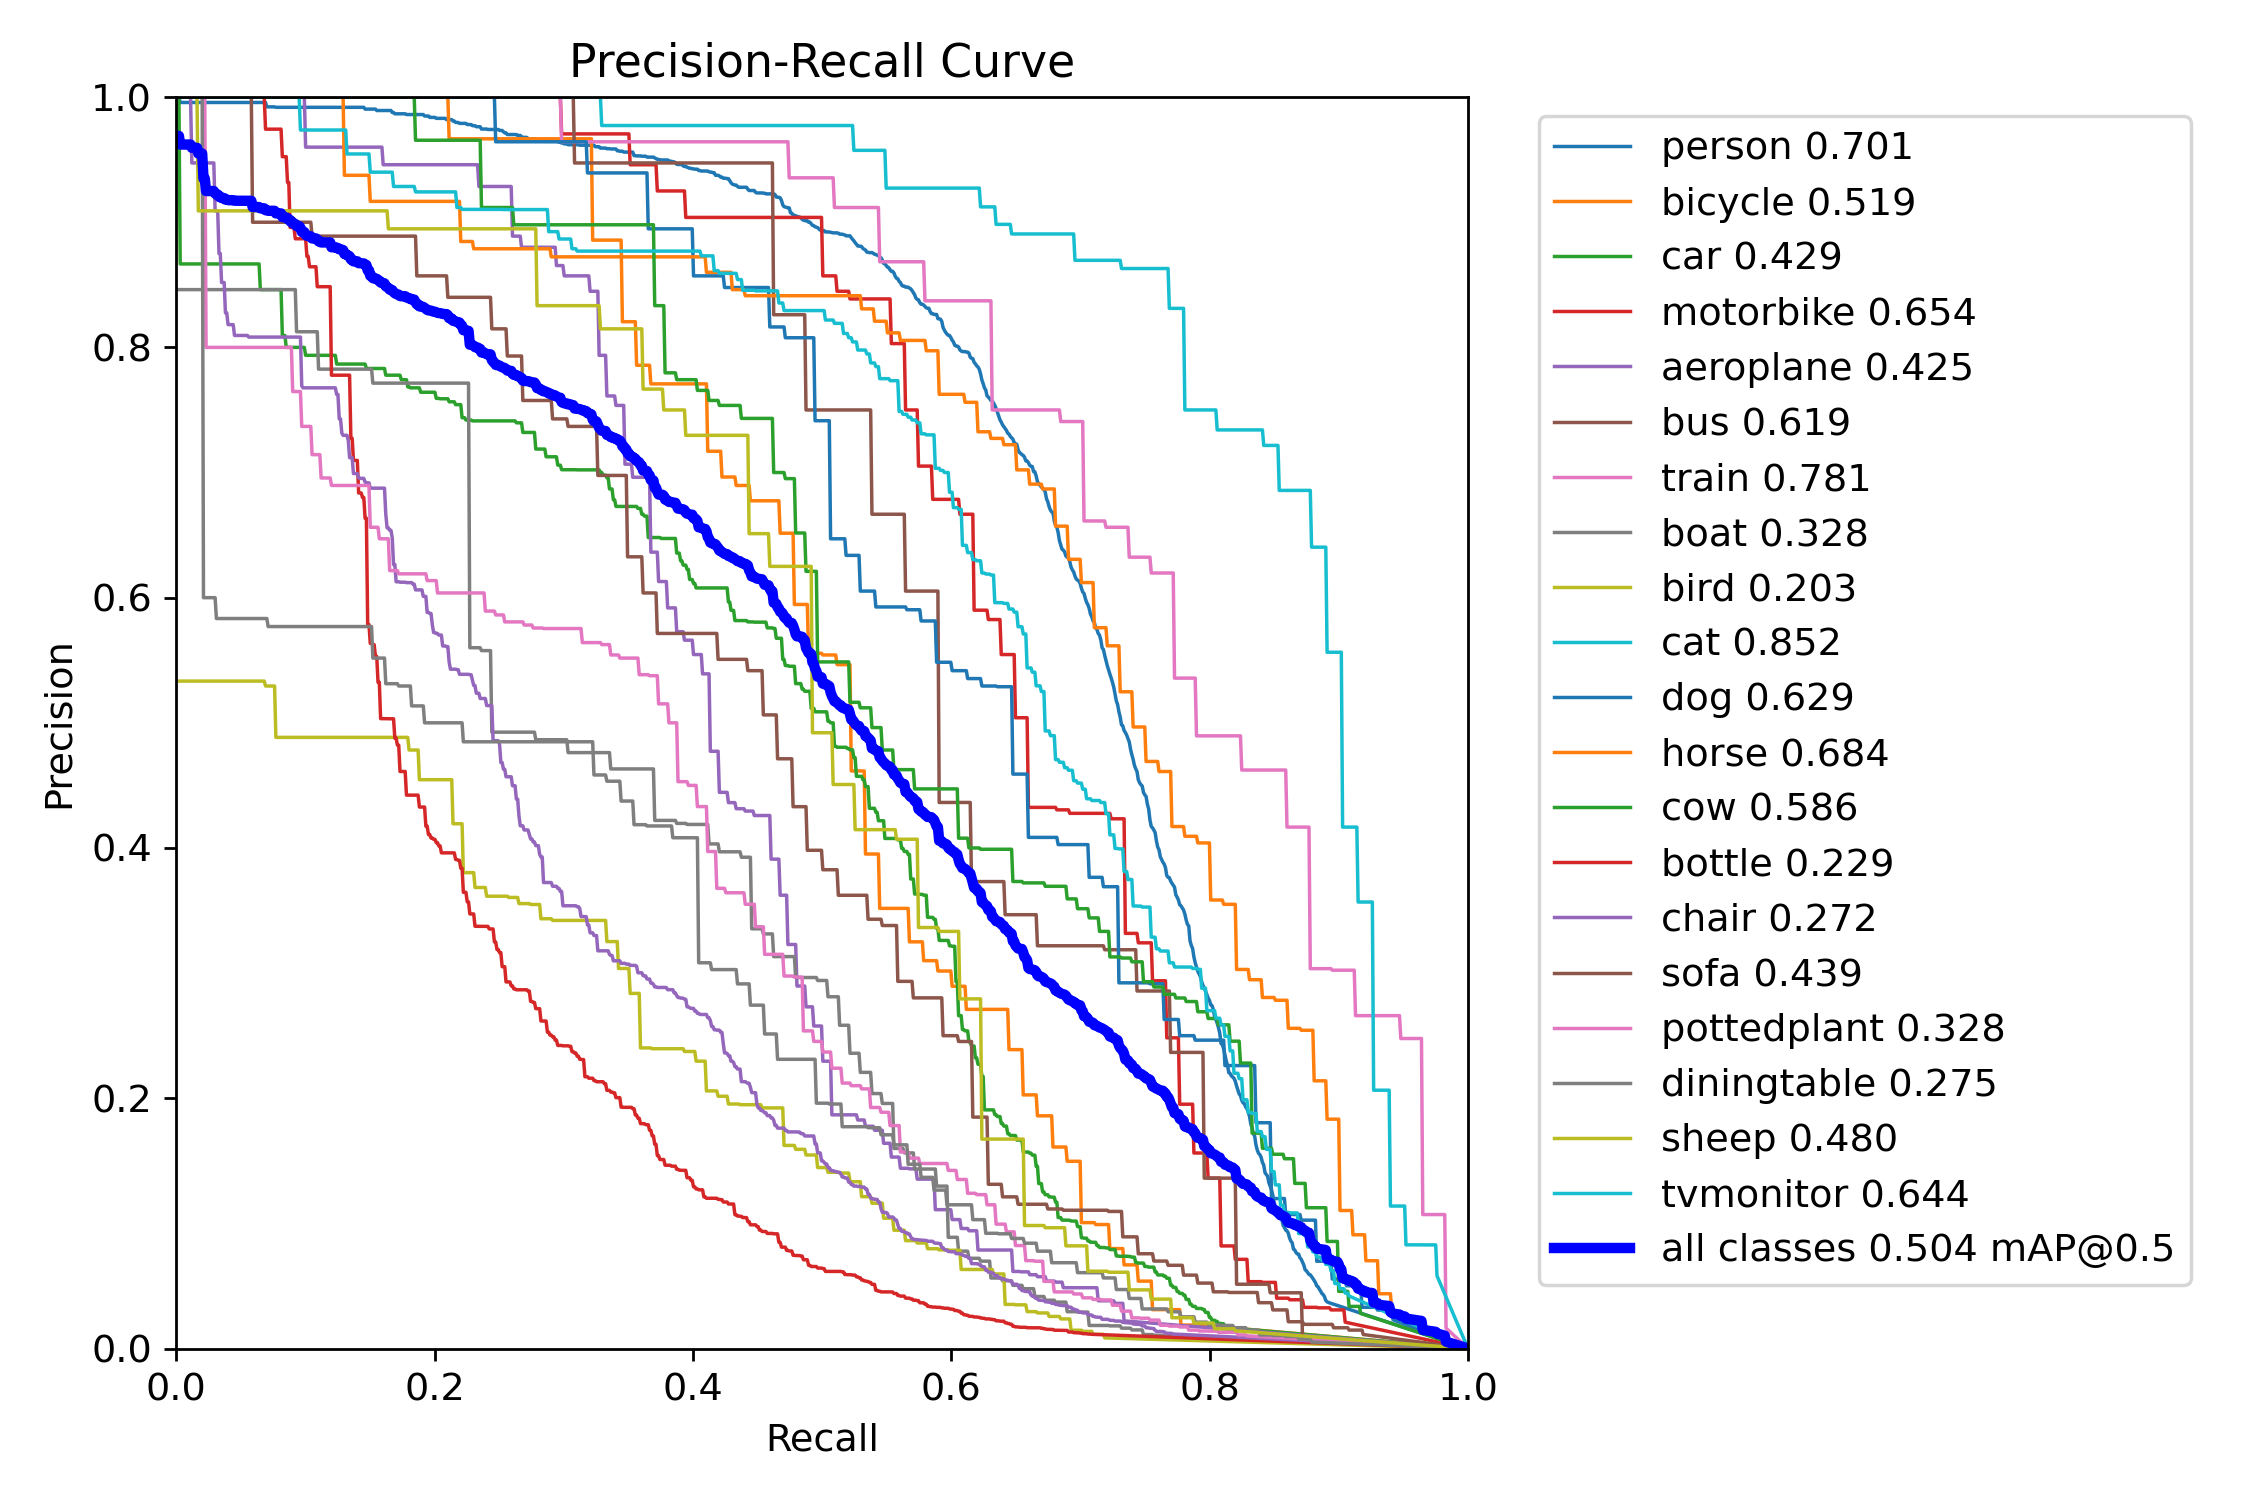 Precision-Recall Curve
1.0
0.8
0.6
0.4
0.2
0.0
Precision
0.0 0.2 0.4 0.6 0.8 1.0
Recall
person 0.701
bicycle 0.519
car 0.429
motorbike 0.654
aeroplane 0.425
bus 0.619
train 0.781
boat 0.328
bird 0.203
cat 0.852
dog 0.629
horse 0.684
cow 0.586
bottle 0.229
chair 0.272
sofa 0.439
pottedplant 0.328
diningtable 0.275
sheep 0.480
tvmonitor 0.644
all classes 0.504 mAP@0.5